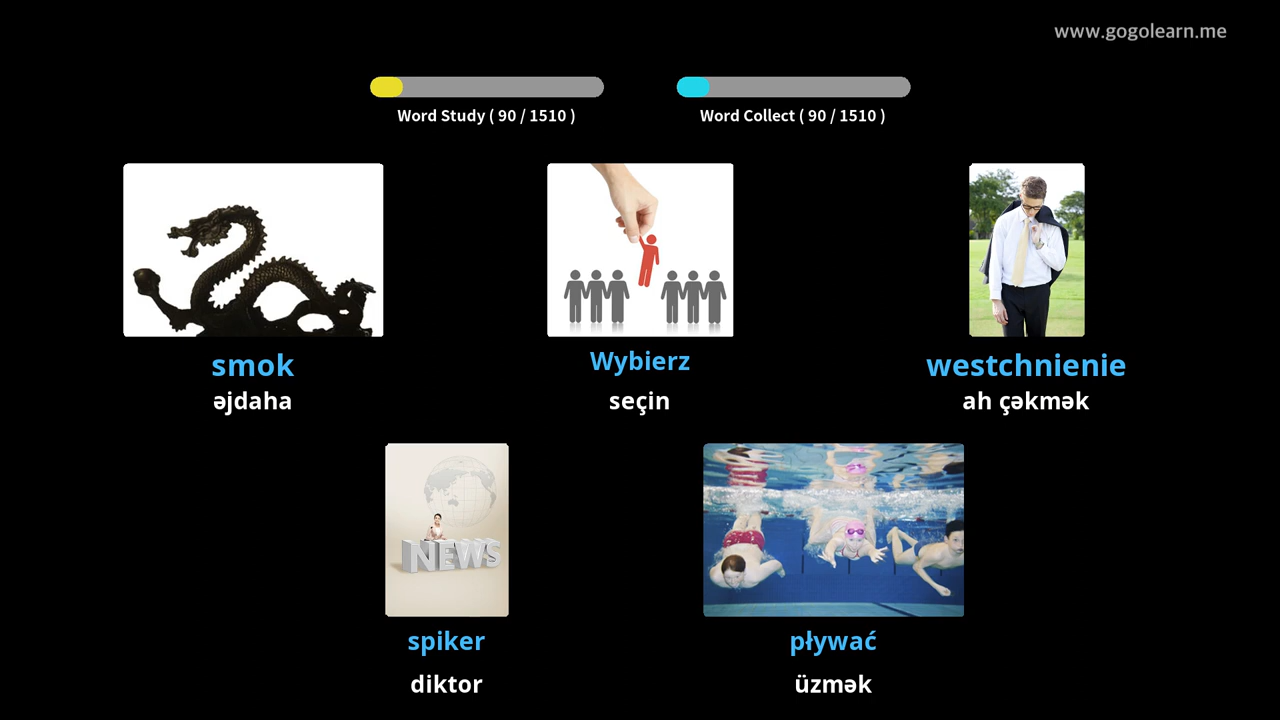 www.gogolearn.me
Word Study ( 90 / 1510 )
Word Collect ( 90 / 1510 )
smok
əjdaha
Wybierz
seçin
westchnienie
ah çəkmək
NEWS
spiker
diktor
pływać
üzmək